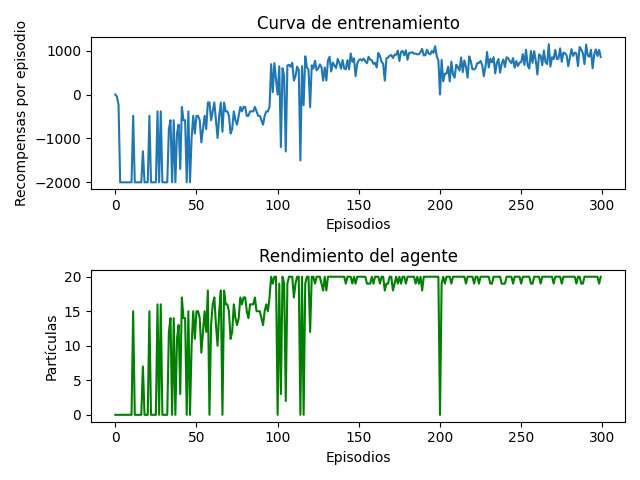 Curva de entrenamiento
Recompensas por episodio
1000
0
−1000
−2000
0 50 100 150 200 250 300
Episodios
Rendimiento del agente
Partículas
20
15
10
5
0
0 50 100 150 200 250 300
Episodios